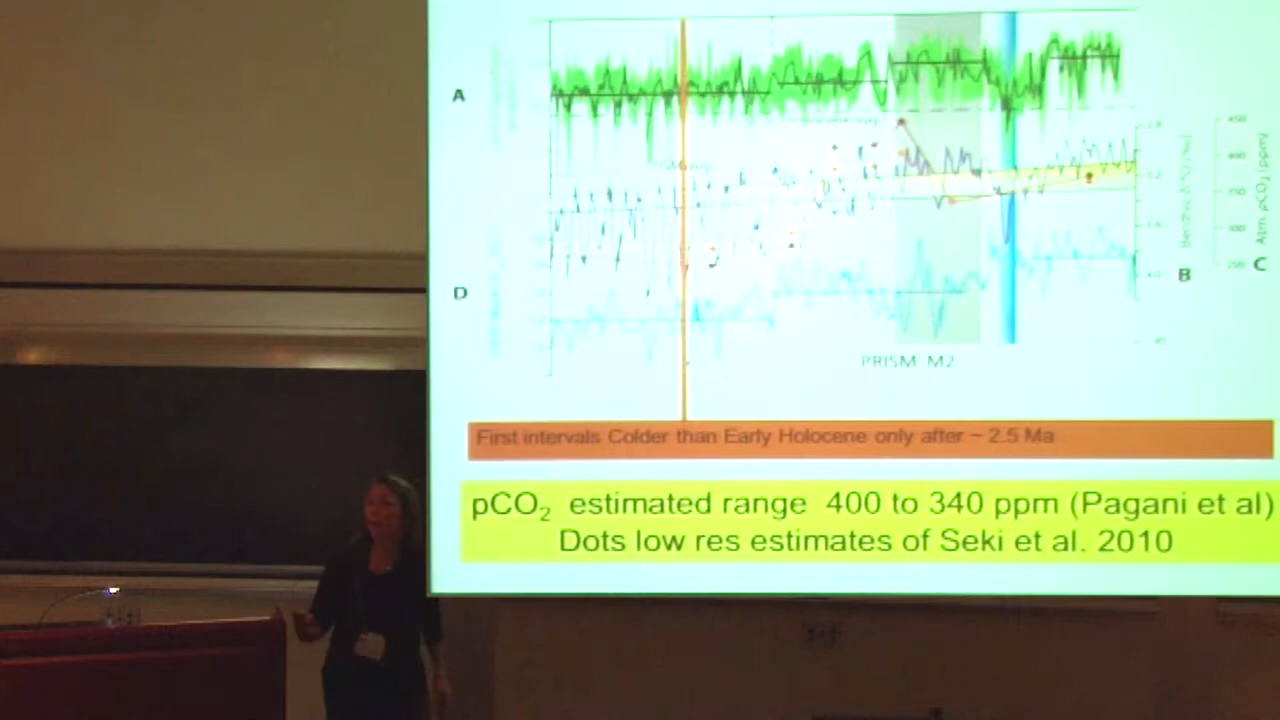 A
D
PRISM M2
B
C
Atm. pCO₂ (ppm)
First intervals Colder than Early Holocene only after ~ 2.5 Ma
pCO₂ estimated range 400 to 340 ppm (Pagani et al)
Dots low res estimates of Seki et al. 2010